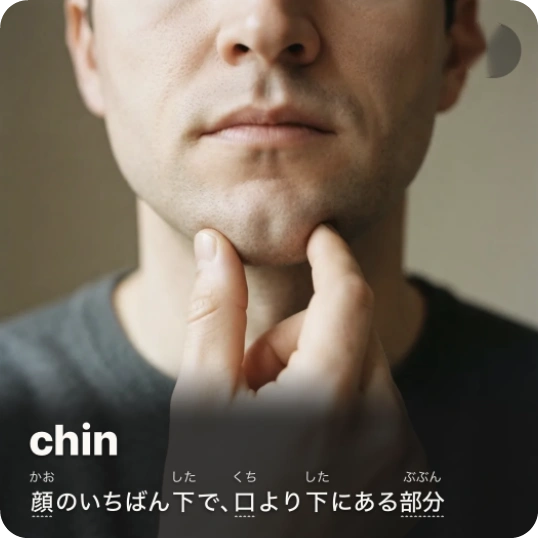 chin
かお した くち した ぶぶん
顔のいちばん下で、口より下にある部分